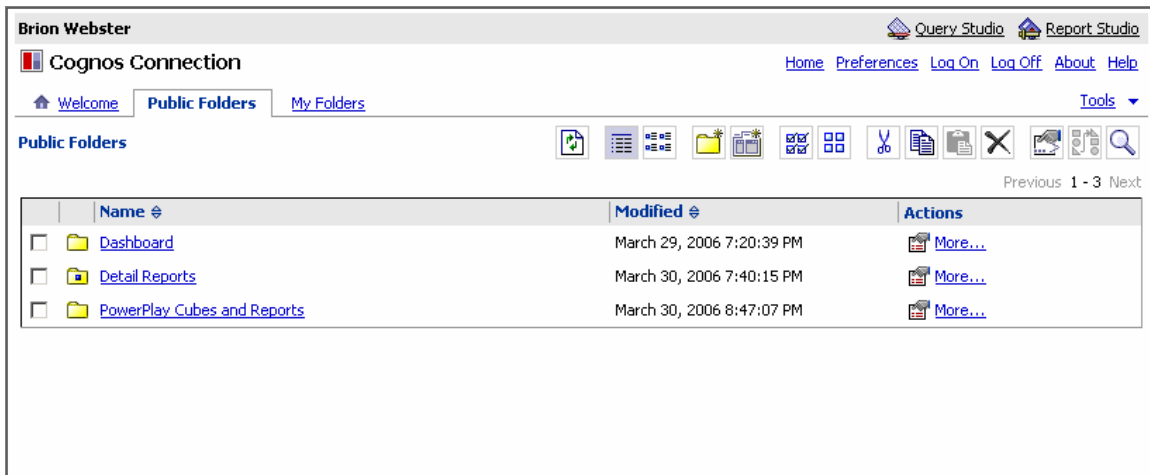 Brion Webster Query Studio Report Studio
Cognos Connection Home Preferences Log On Log Off About Help
Welcome Public Folders My Folders Tools
Public Folders
Previous 1 - 3 Next
Name Modified Actions
Dashboard March 29, 2006 7:20:39 PM More...
Detail Reports March 30, 2006 7:40:15 PM More...
PowerPlay Cubes and Reports March 30, 2006 8:47:07 PM More...